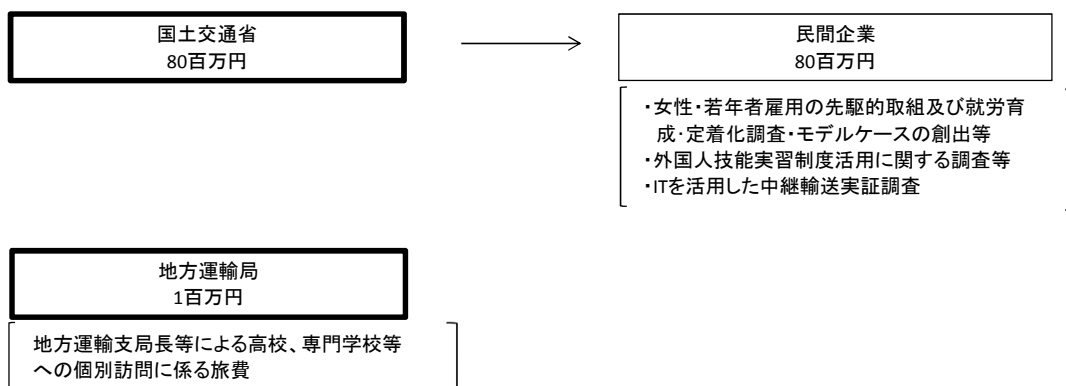 国土交通省
80百万円
民間企業
80百万円
・女性・若年者雇用の先駆的取組及び就労育
成・定着化調査・モデルケースの創出等
・外国人技能実習制度活用に関する調査等
・ITを活用した中継輸送実証調査
地方運輸局
1百万円
地方運輸支局長等による高校、専門学校等
への個別訪問に係る旅費